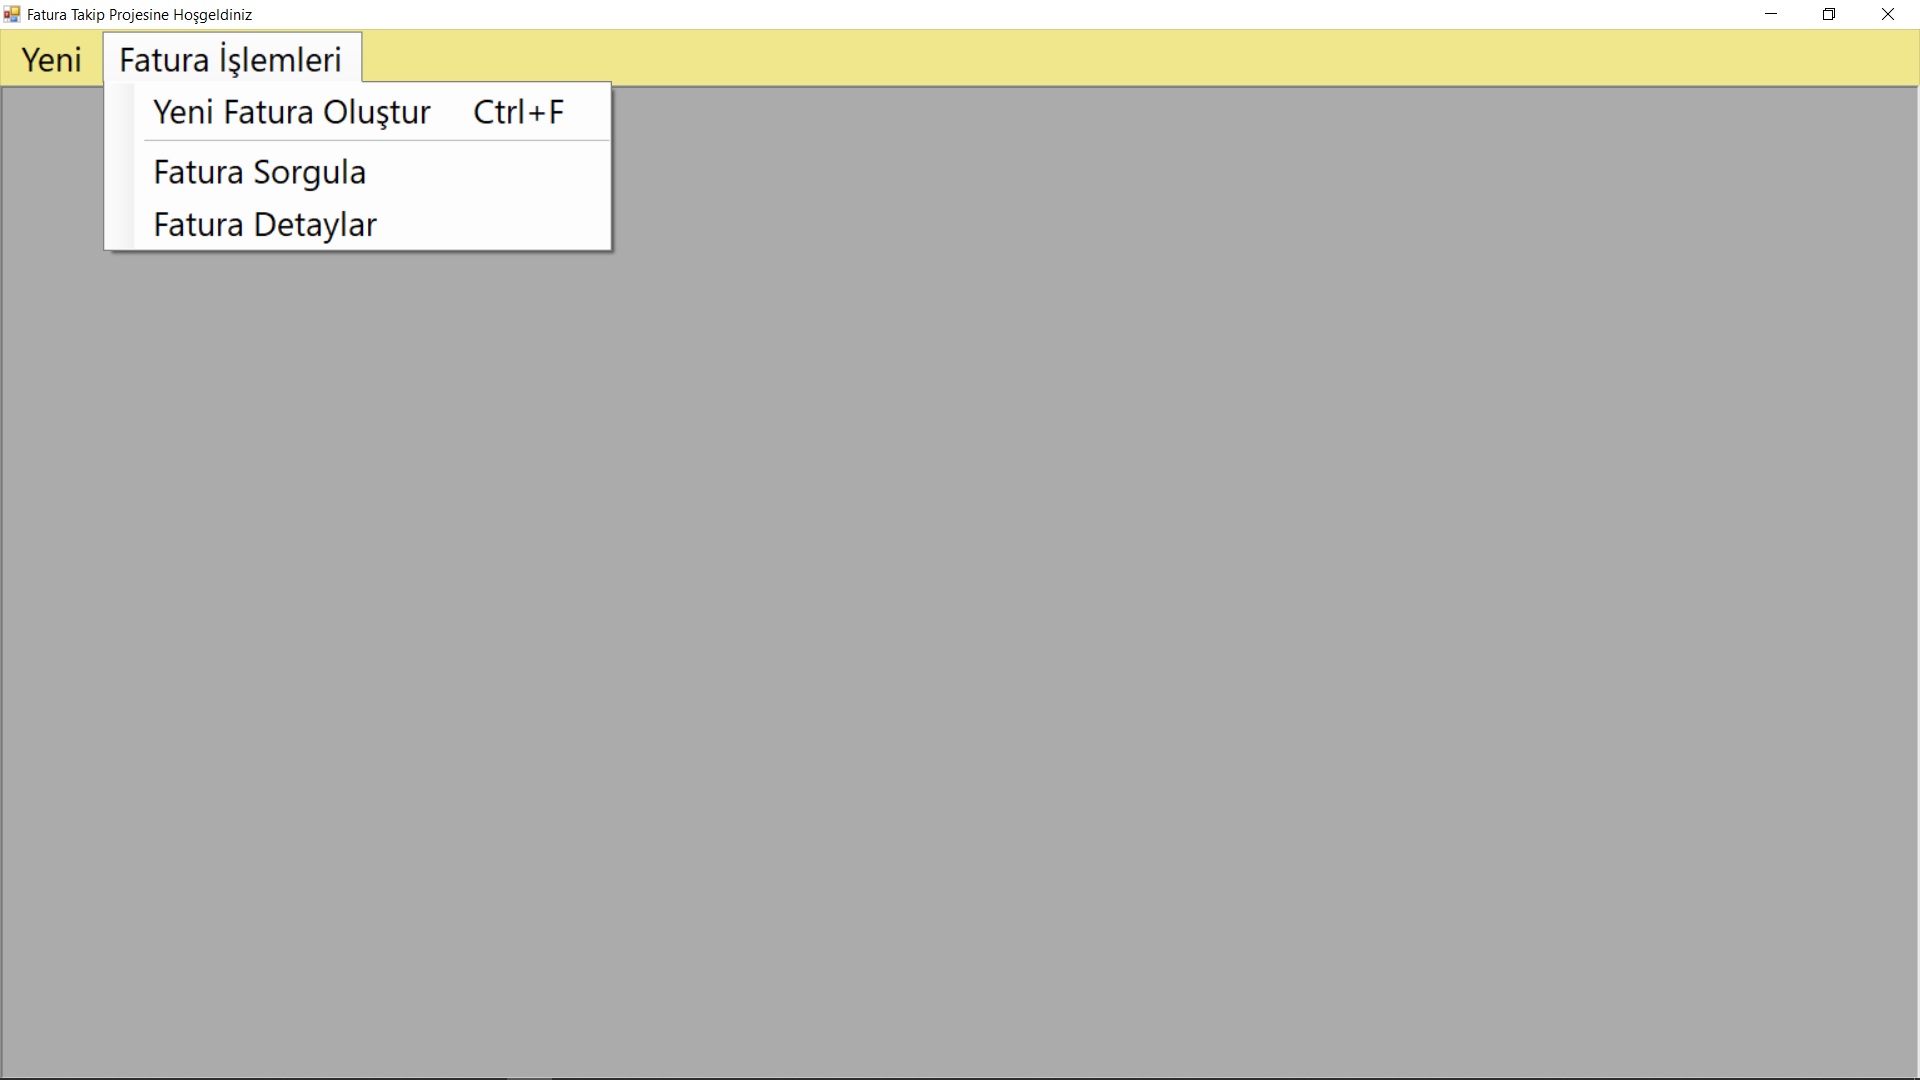 Fatura Takip Projesine Hoşgeldiniz
Yeni Fatura İşlemleri
Yeni Fatura Oluştur Ctrl+F
Fatura Sorgula
Fatura Detaylar